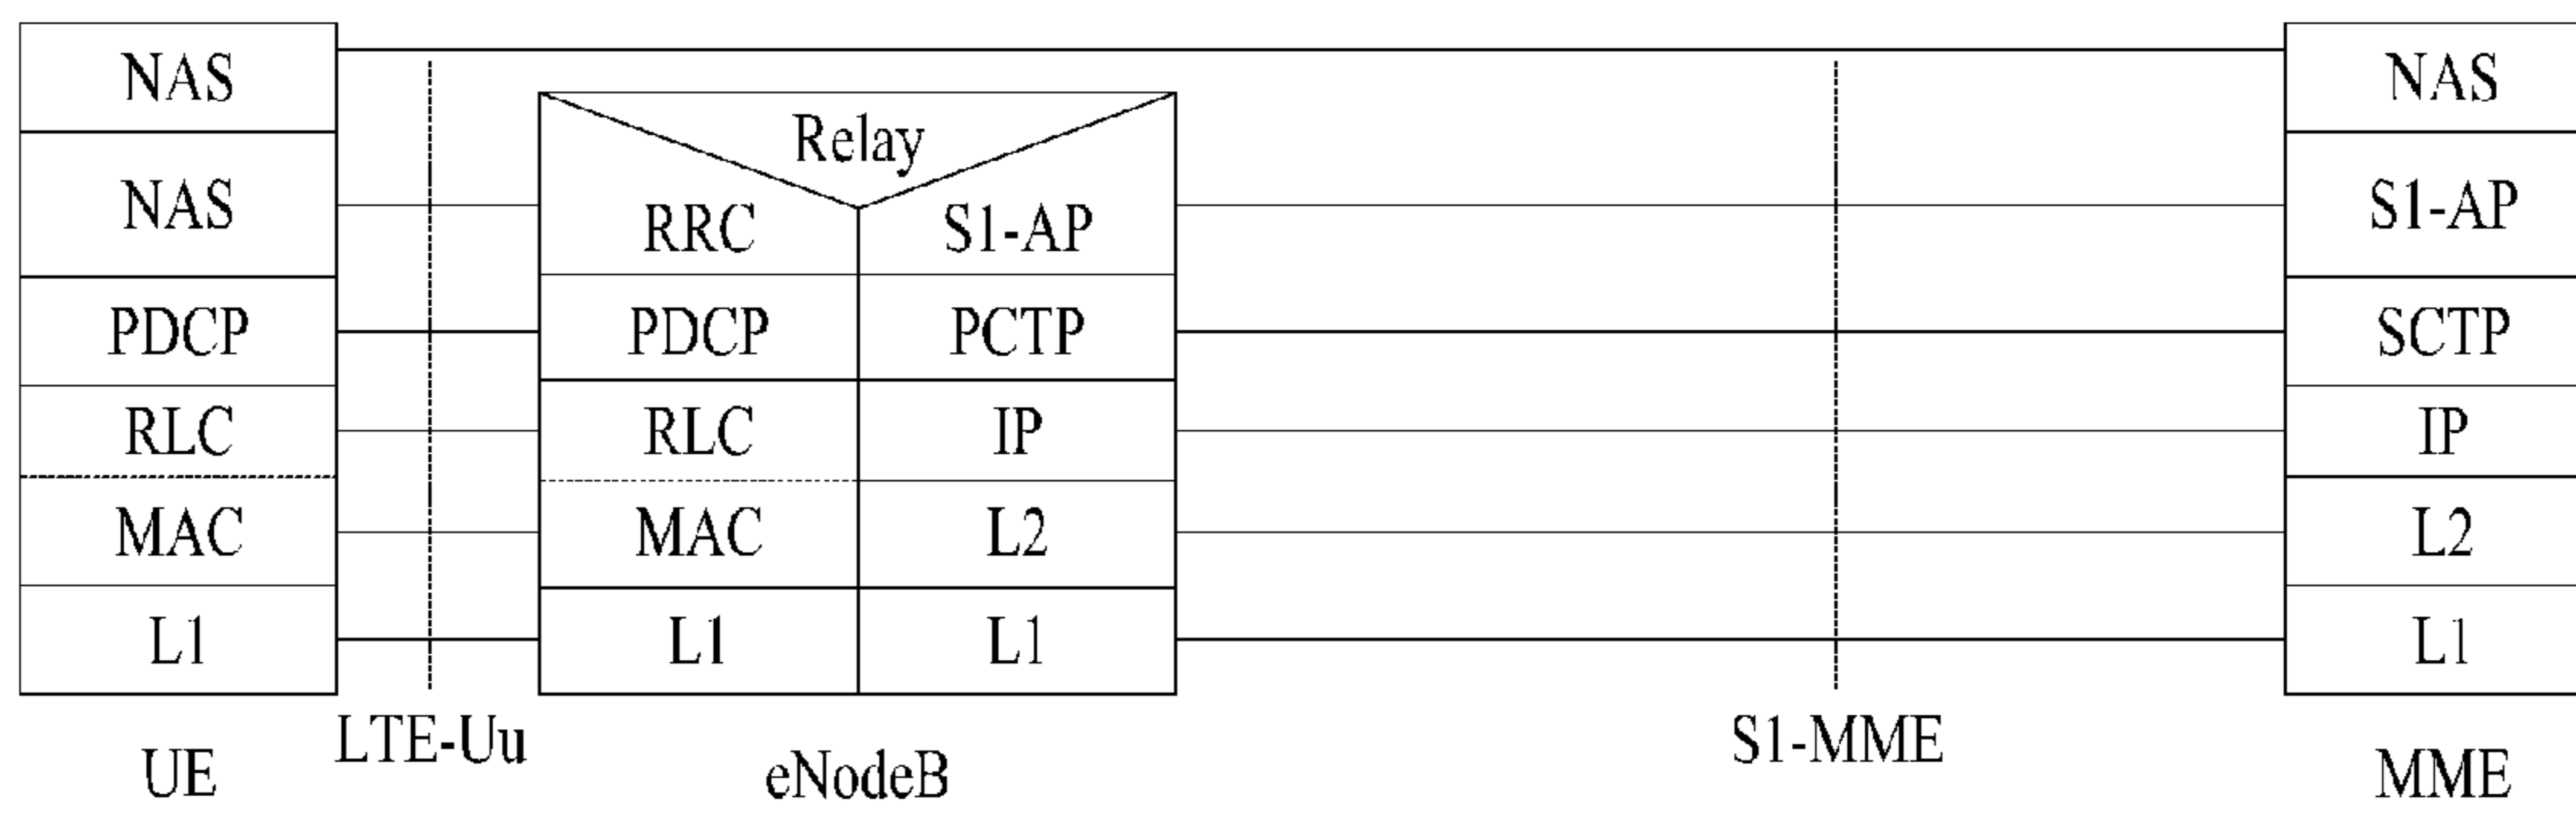 NAS
NAS
PDCP
RLC
MAC
L1
UE
LTE-Uu
Relay
RRC
S1-AP
PDCP
PCTP
RLC
IP
MAC
L2
L1
L1
eNodeB
S1-MME
NAS
S1-AP
SCTP
IP
L2
L1
MME